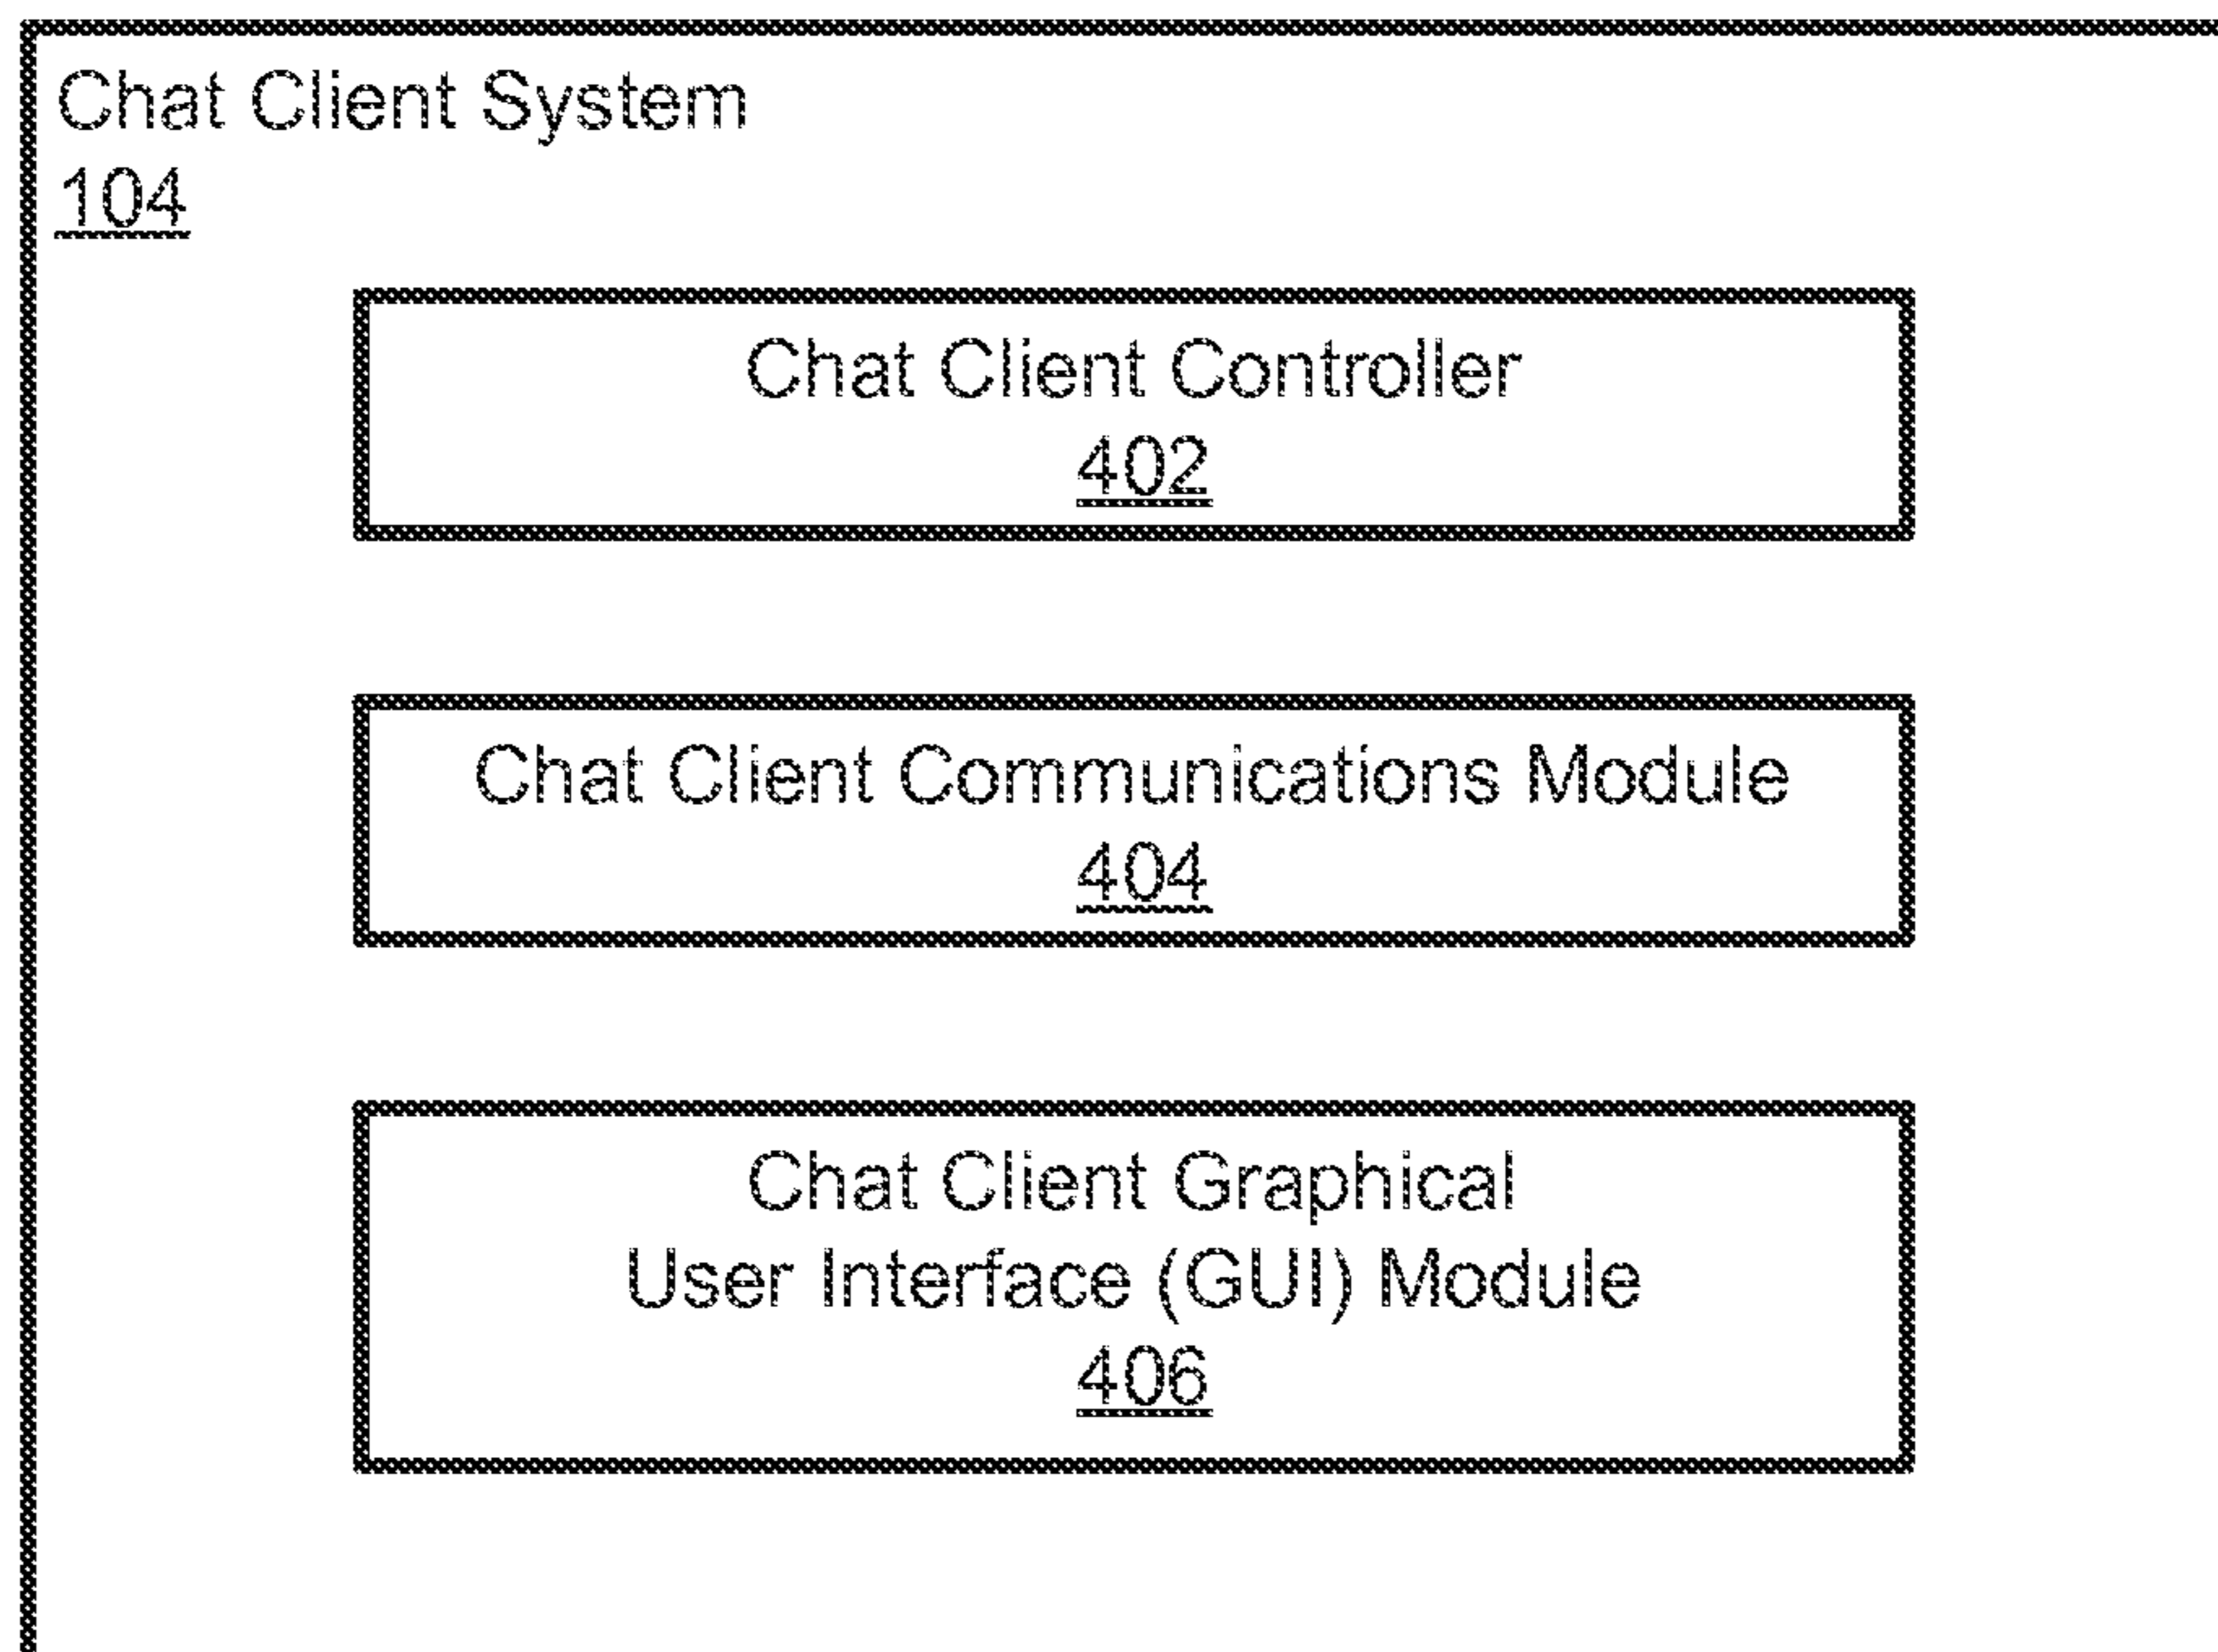 Chat Client System
104
Chat Client Controller
402
Chat Client Communications Module
404
Chat Client Graphical
User Interface (GUI) Module
406